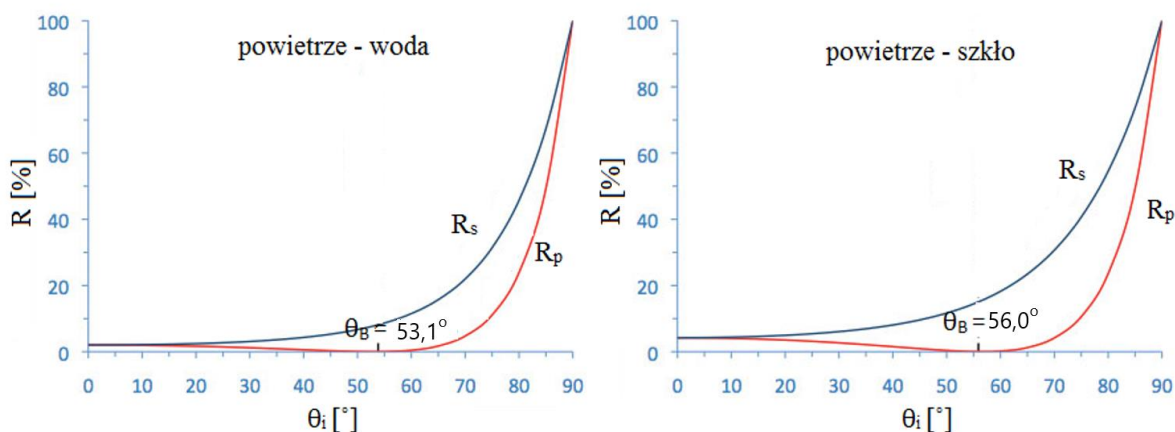 powietrze - woda
R [%]
100
80
60
40
20
0
Rs
Rp
θB = 53,1°
0 10 20 30 40 50 60 70 80 90
θi [˚]
powietrze - szkło
R [%]
100
80
60
40
20
0
Rs
Rp
θB = 56,0°
0 10 20 30 40 50 60 70 80 90
θi [˚]